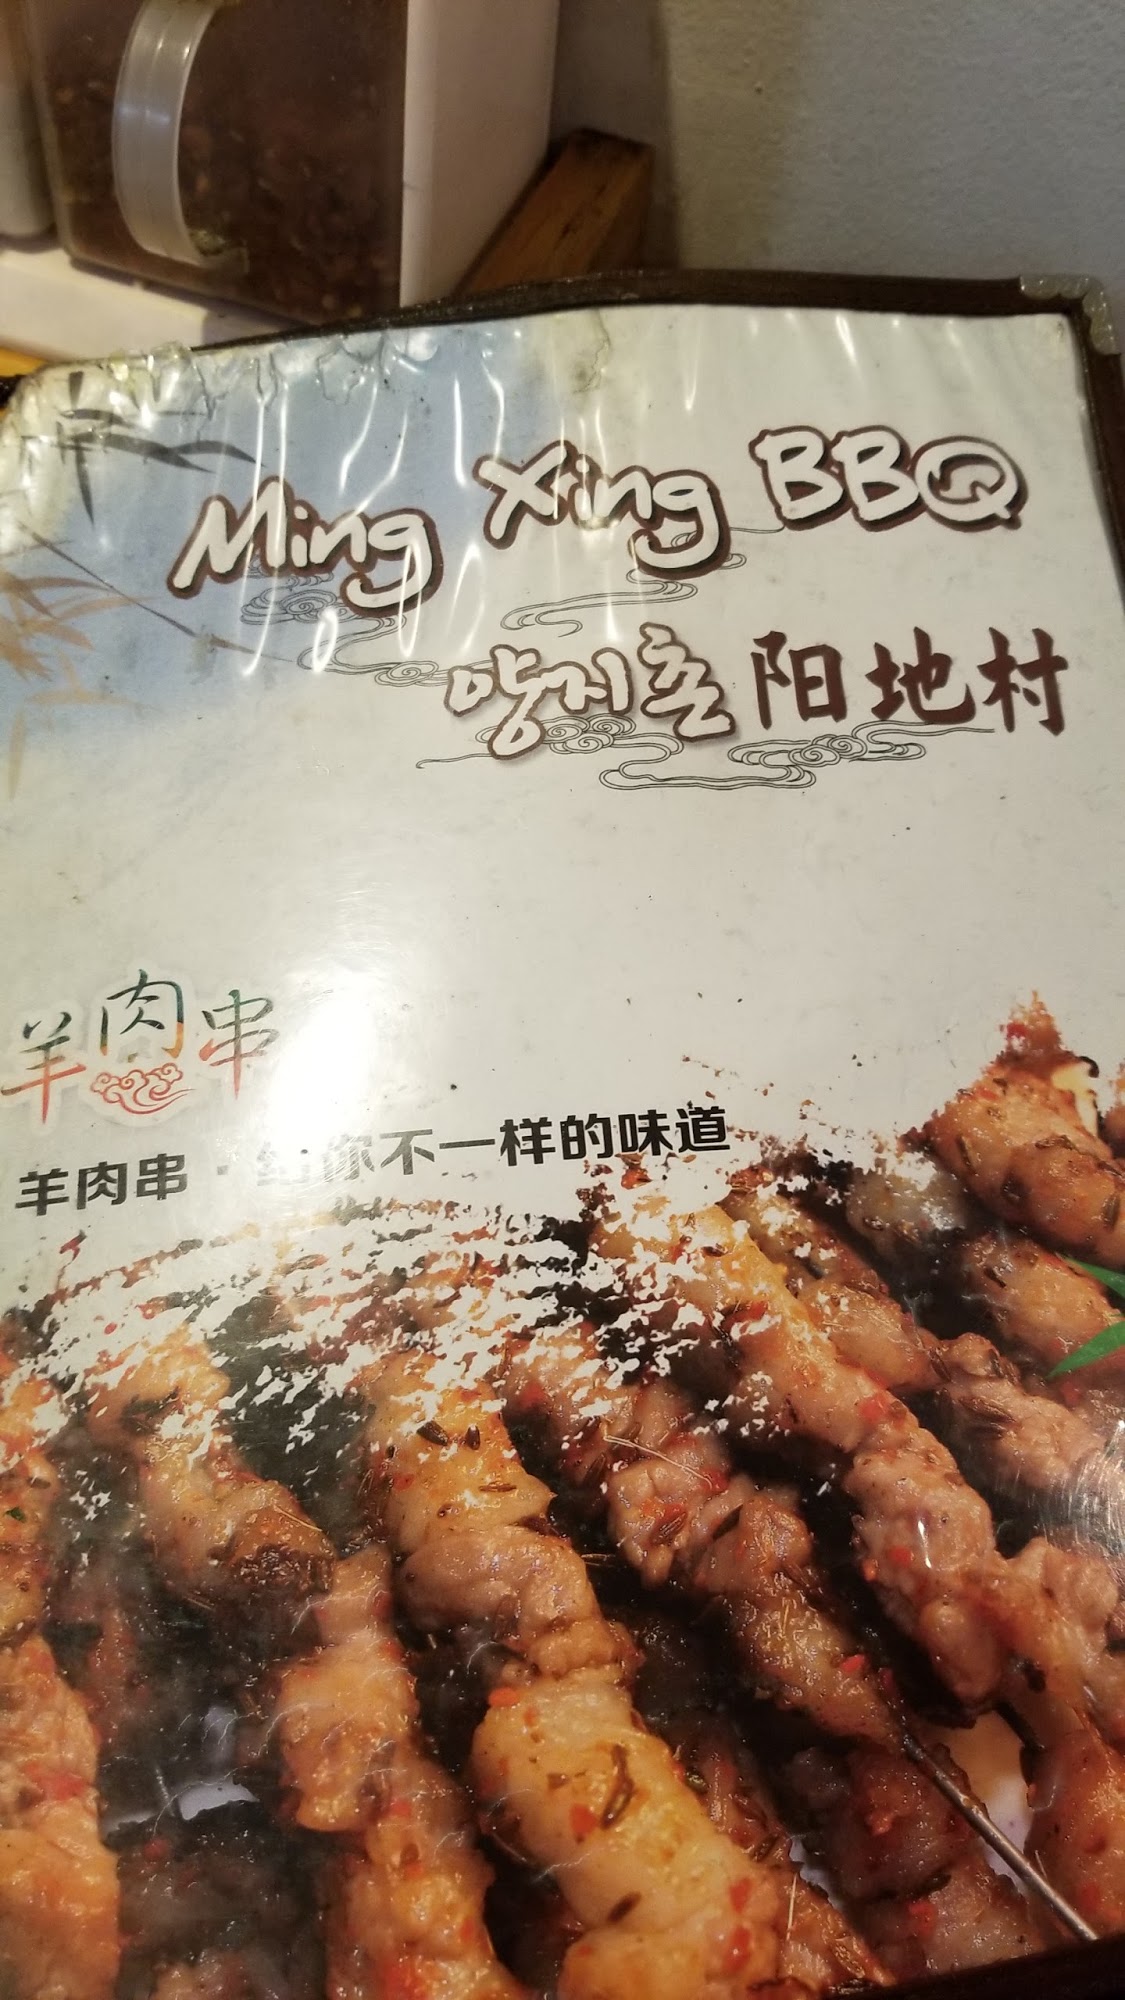 Ming Xing BBQ
양지촌 阳地村
羊肉串
羊肉串·给你不一样的味道